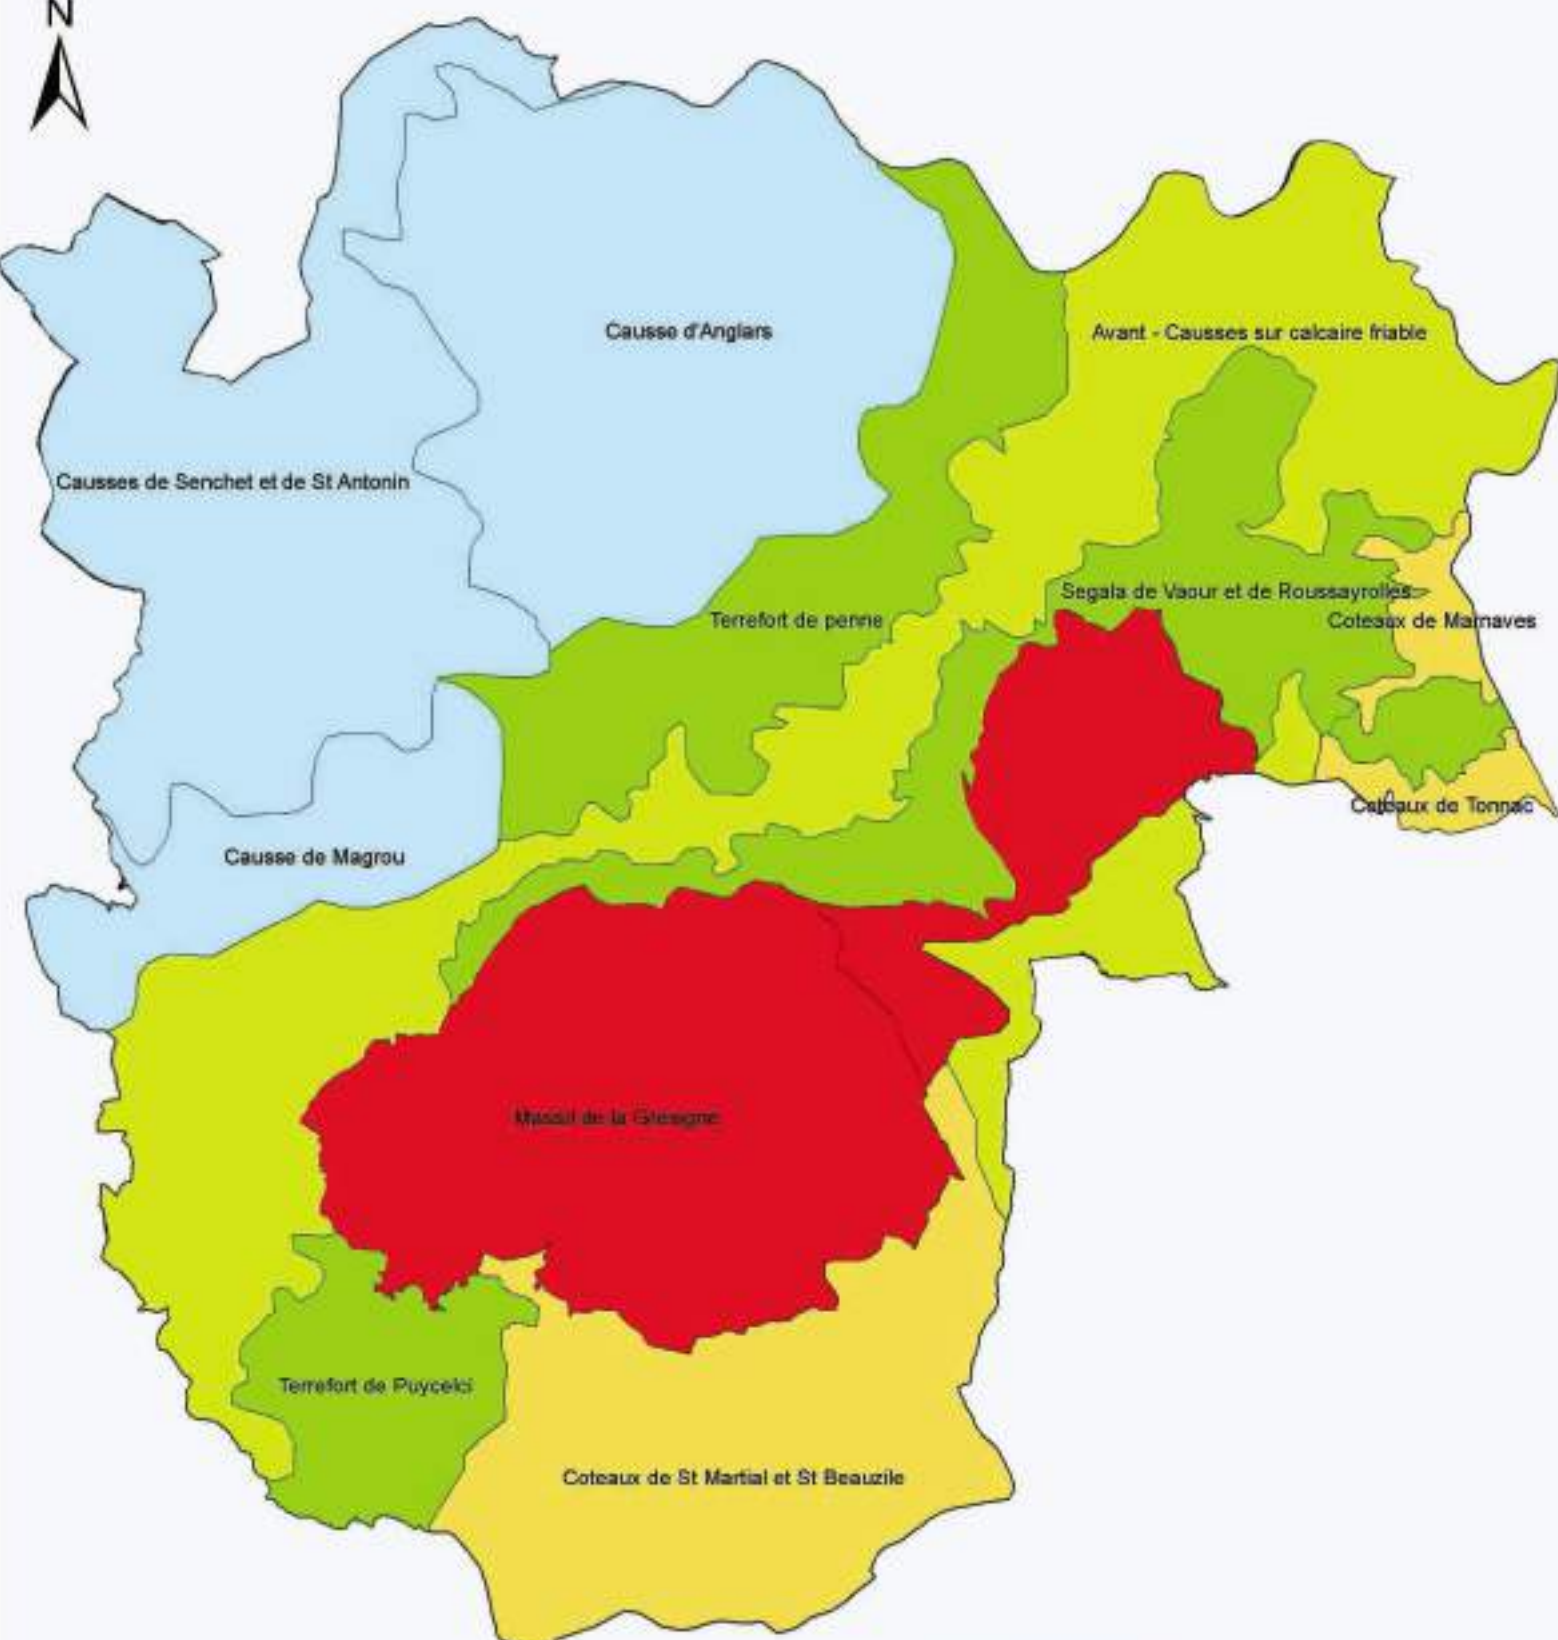 N
Causse d'Anglars
Avant - Causses sur calcaire friable
Causses de Senchet et de St Antonin
Segala de Vaour et de Roussayrolles
Terrefort de penne
Coteaux de Marnaves
Coteaux de Tonnac
Causse de Magrou
Massif de la Gresigne
Terrefort de Puycelci
Coteaux de St Martial et St Beauzile